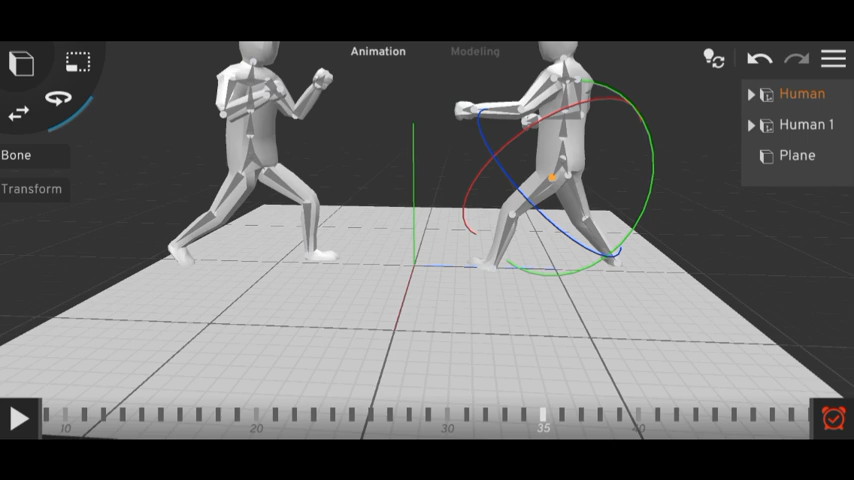 Animation
Modeling
Human
Human 1
Plane
Bone
Transform
10
20
30
35
40